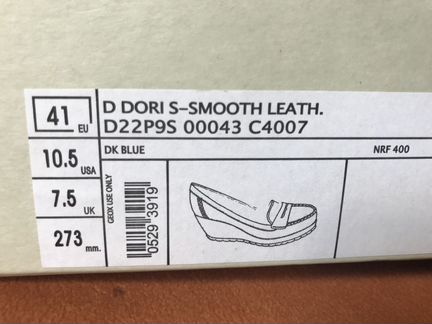 41 EU
D DORI S-SMOOTH LEATH.
D22P9S 00043 C4007
10.5 USA
DK BLUE
NRF 400
7.5 UK
GEOX USE ONLY
0529 3919
273 mm.